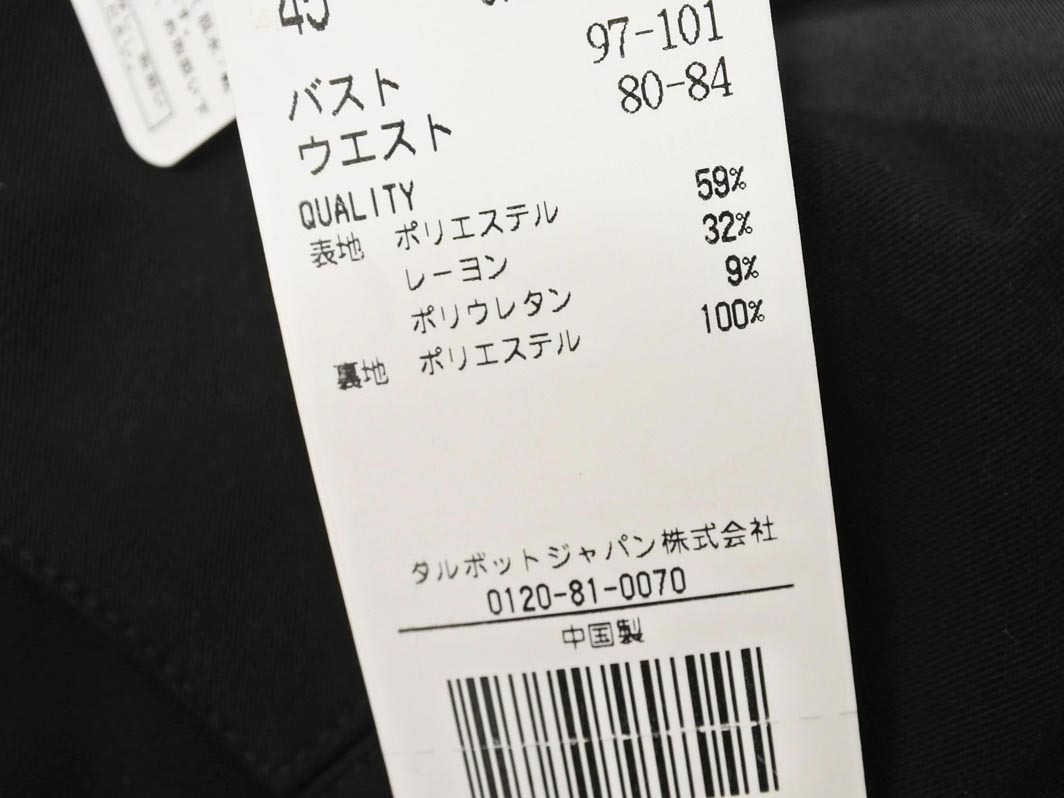 45
バスト 97-101
ウエスト 80-84
QUALITY
表地 ポリエステル 59%
レーヨン 32%
ポリウレタン 9%
裏地 ポリエステル 100%
タルボットジャパン株式会社
0120-81-0070
中国製